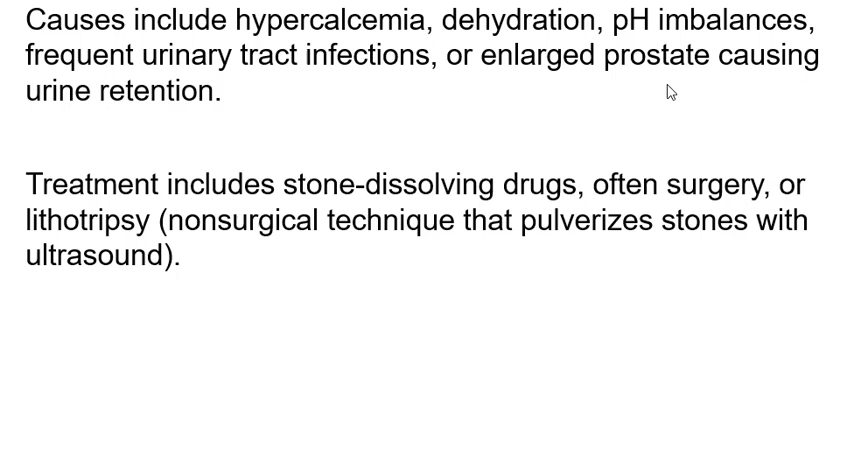 Causes include hypercalcemia, dehydration, pH imbalances,
frequent urinary tract infections, or enlarged prostate causing
urine retention.
Treatment includes stone-dissolving drugs, often surgery, or
lithotripsy (nonsurgical technique that pulverizes stones with
ultrasound).